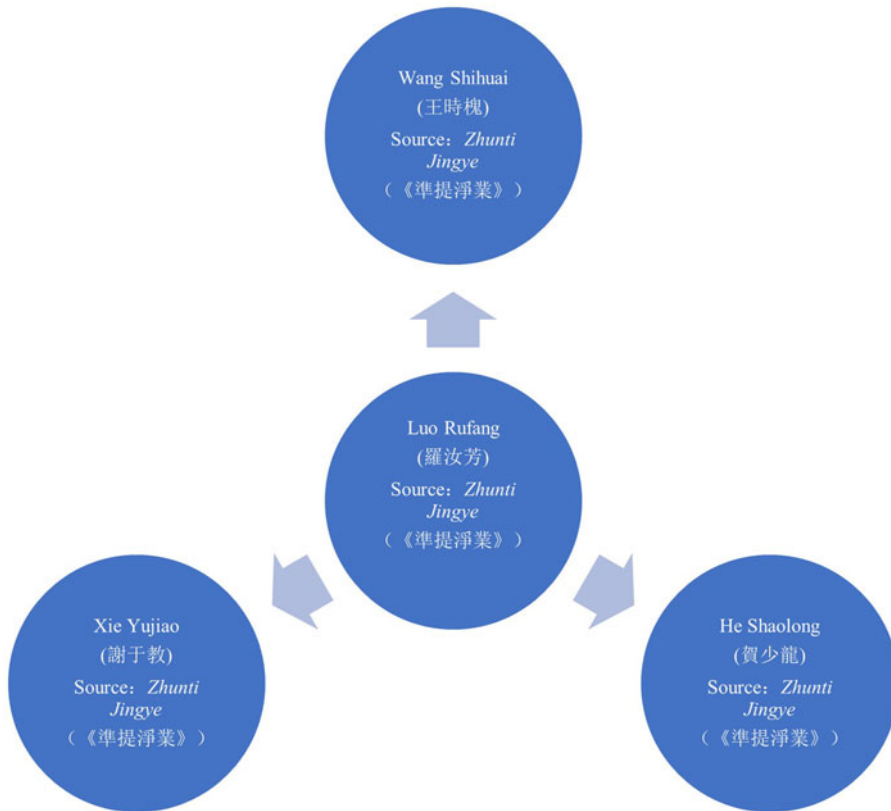 Wang Shihuai
(王時槐)
Source：Zhunti
Jingye
（《準提淨業》）
Luo Rufang
(羅汝芳)
Source：Zhunti
Jingye
（《準提淨業》）
Xie Yujiao
(謝于教)
Source：Zhunti
Jingye
（《準提淨業》）
He Shaolong
(賀少龍)
Source：Zhunti
Jingye
（《準提淨業》）